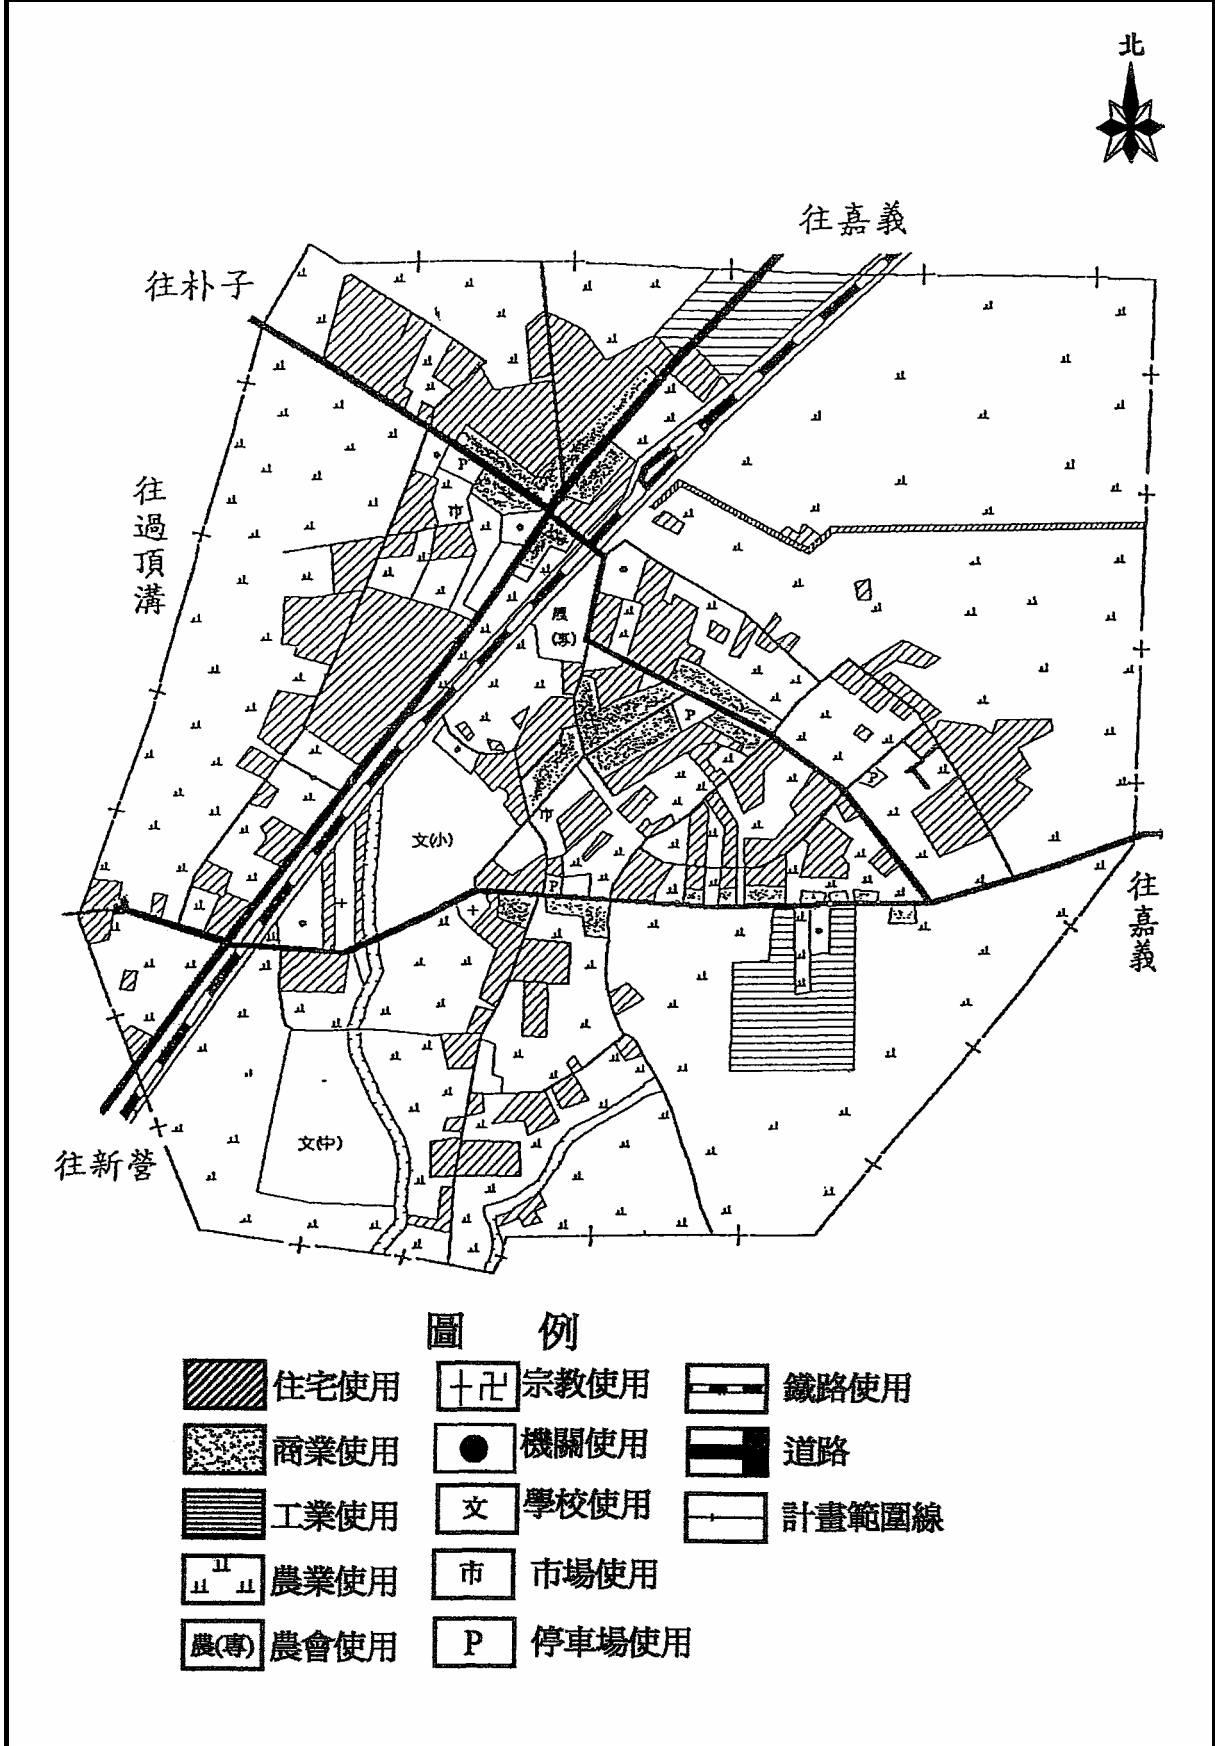 北
往嘉義
往朴子
往過頂溝
P
市
農(專)
P
P
文(小)
市
P
往嘉義
文(中)
往新營
圖例
住宅使用
商業使用
工業使用
農業使用
農(專) 農會使用
十卍 宗教使用
機關使用
文 學校使用
市 市場使用
P 停車場使用
鐵路使用
道路
計畫範圍線